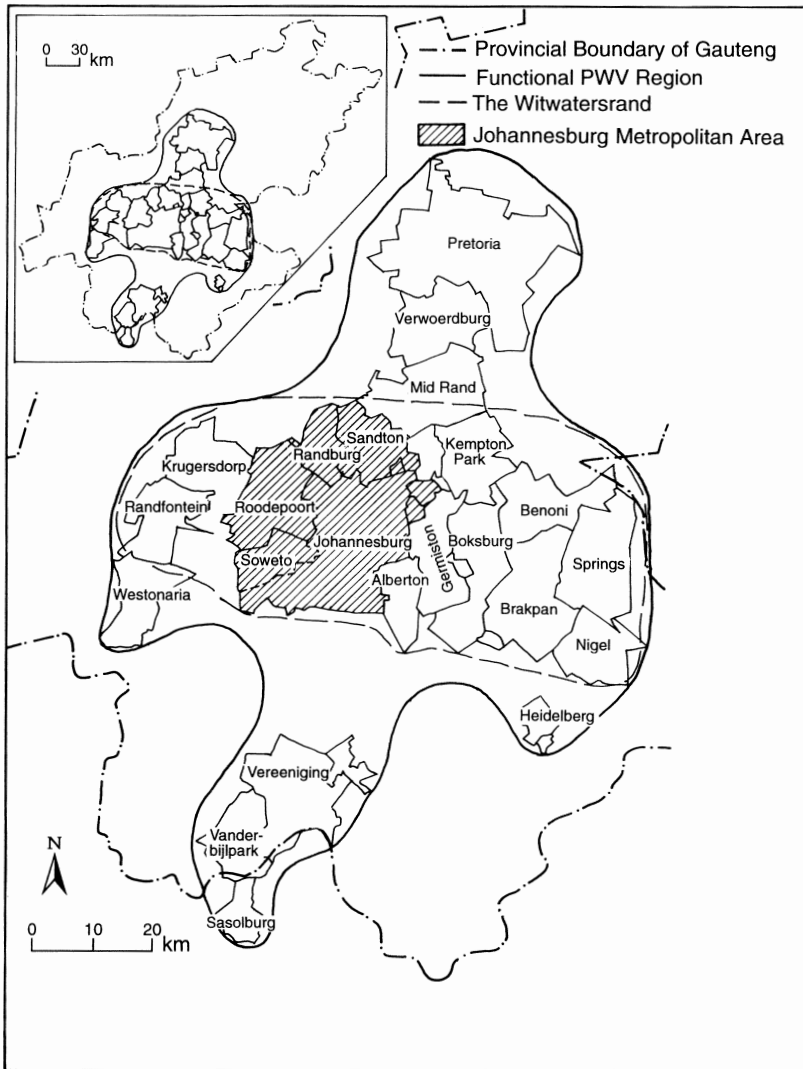 0 30
km
Provincial Boundary of Gauteng
Functional PWV Region
The Witwatersrand
Johannesburg Metropolitan Area
Pretoria
Verwoerdburg
Mid Rand
Sandton
Randburg
Kempton
Park
Krugersdorp
Randfontein
Roodepoort
Benoni
Johannesburg
Boksburg
Germiston
Soweto
Springs
Alberton
Westonaria
Brakpan
Nigel
Heidelberg
Vereeniging
Vander-
bijlpark
N
Sasolburg
0 10 20
km